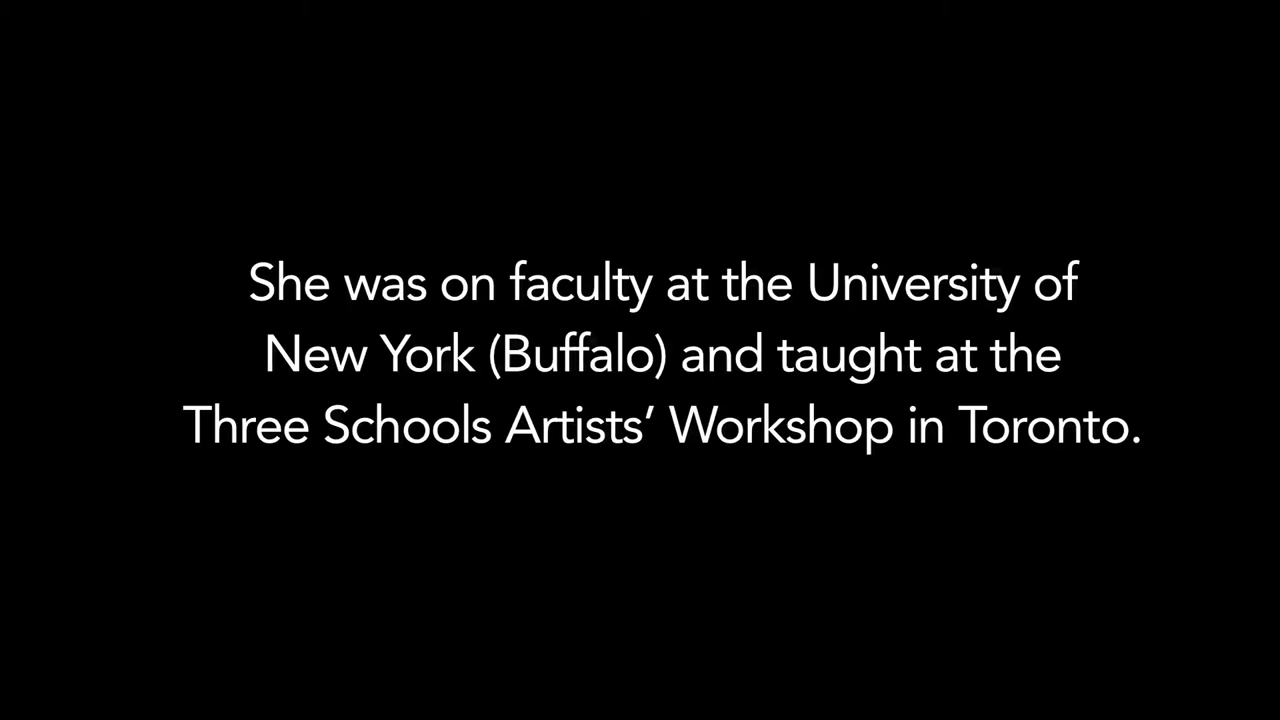 She was on faculty at the University of
New York (Buffalo) and taught at the
Three Schools Artists’ Workshop in Toronto.